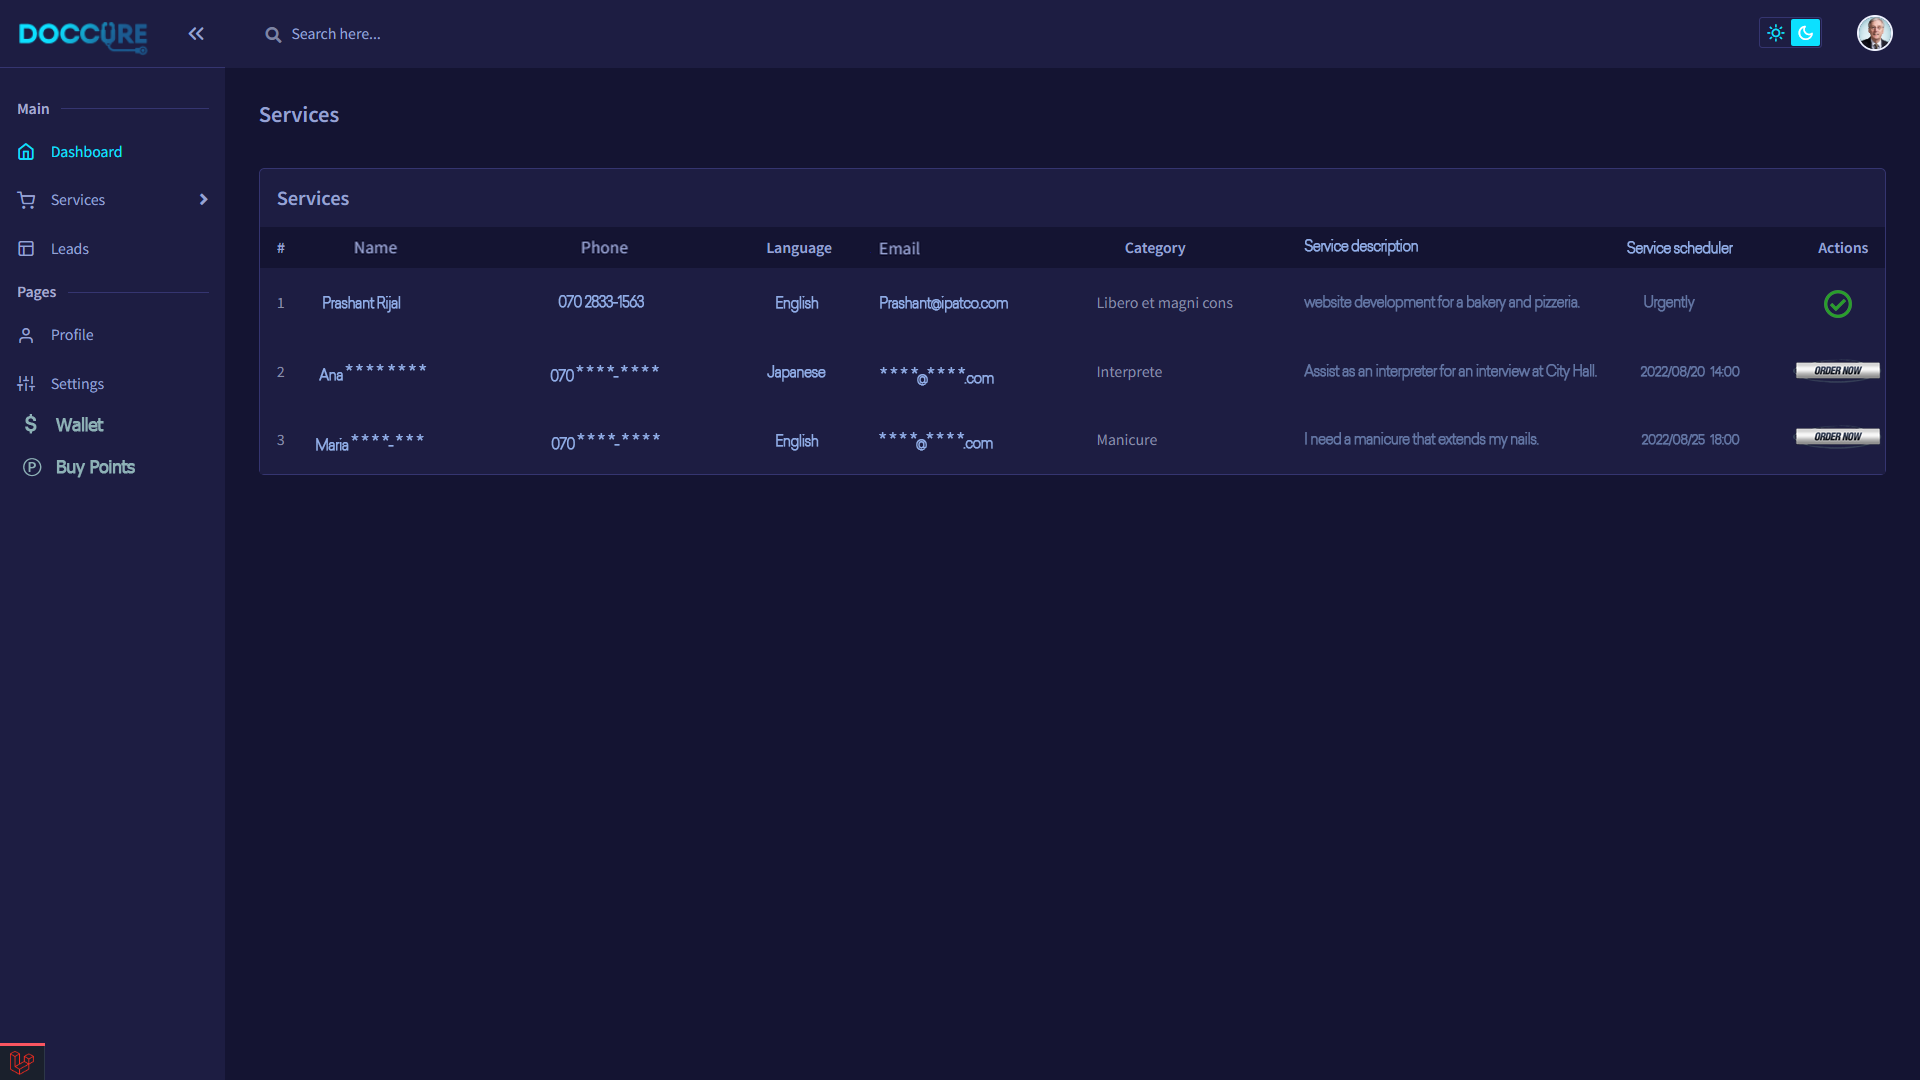 DOCCURE
Search here...
Main
Dashboard
Services
Leads
Pages
Profile
Settings
$ Wallet
P Buy Points
Services
Services
# Name Phone Language Email Category Service description Service scheduler Actions
1 Prashant Rijal 070 2833-1563 English Prashant@ipatco.com Libero et magni cons website development for a bakery and pizzeria. Urgently
2 Ana ******** 070 ****-**** Japanese ****@****.com Interprete Assist as an interpreter for an interview at City Hall. 2022/08/20 14:00 ORDER NOW
3 Maria ****-*** 070 ****-**** English ****@****.com Manicure I need a manicure that extends my nails. 2022/08/25 18:00 ORDER NOW